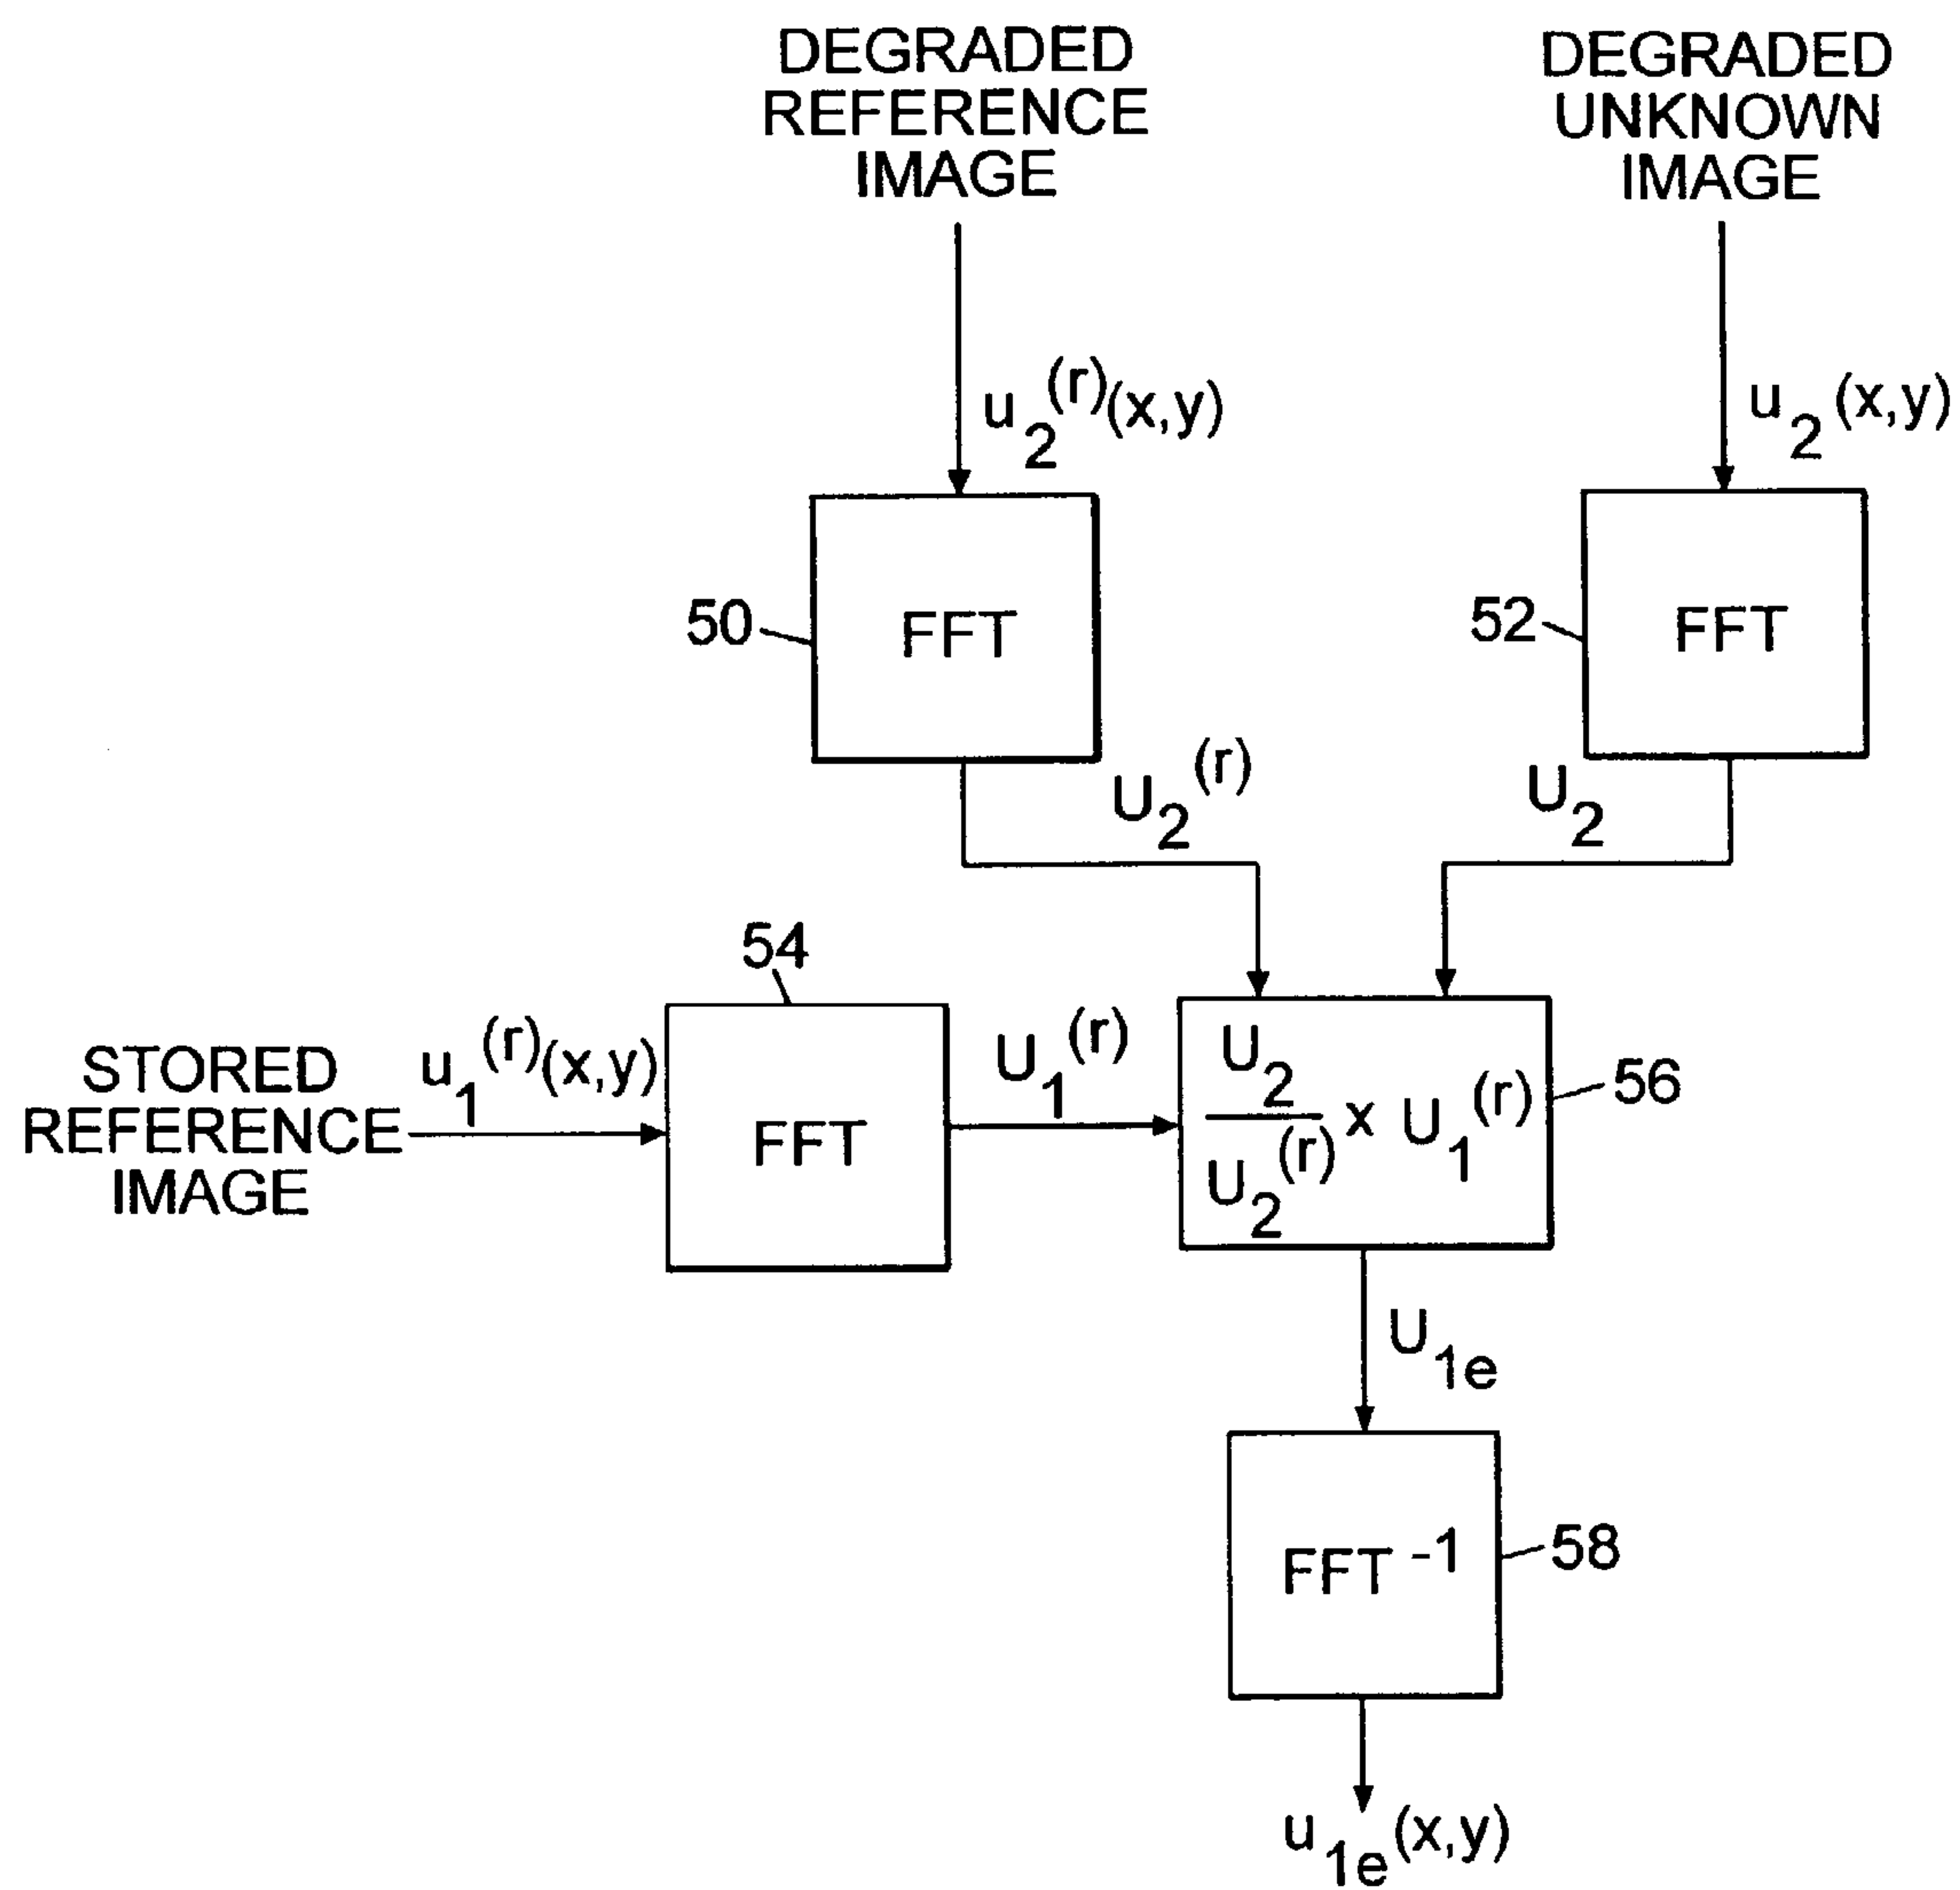 DEGRADED
REFERENCE
IMAGE
DEGRADED
UNKNOWN
IMAGE
u₂⁽ʳ⁾(x,y)
u₂(x,y)
50
FFT
52
FFT
U₂⁽ʳ⁾
U₂
54
STORED
REFERENCE
IMAGE
u₁⁽ʳ⁾(x,y)
FFT
U₁⁽ʳ⁾
U₂
U₂⁽ʳ⁾
x U₁⁽ʳ⁾
56
U₁ₑ
FFT⁻¹
58
u₁ₑ(x,y)